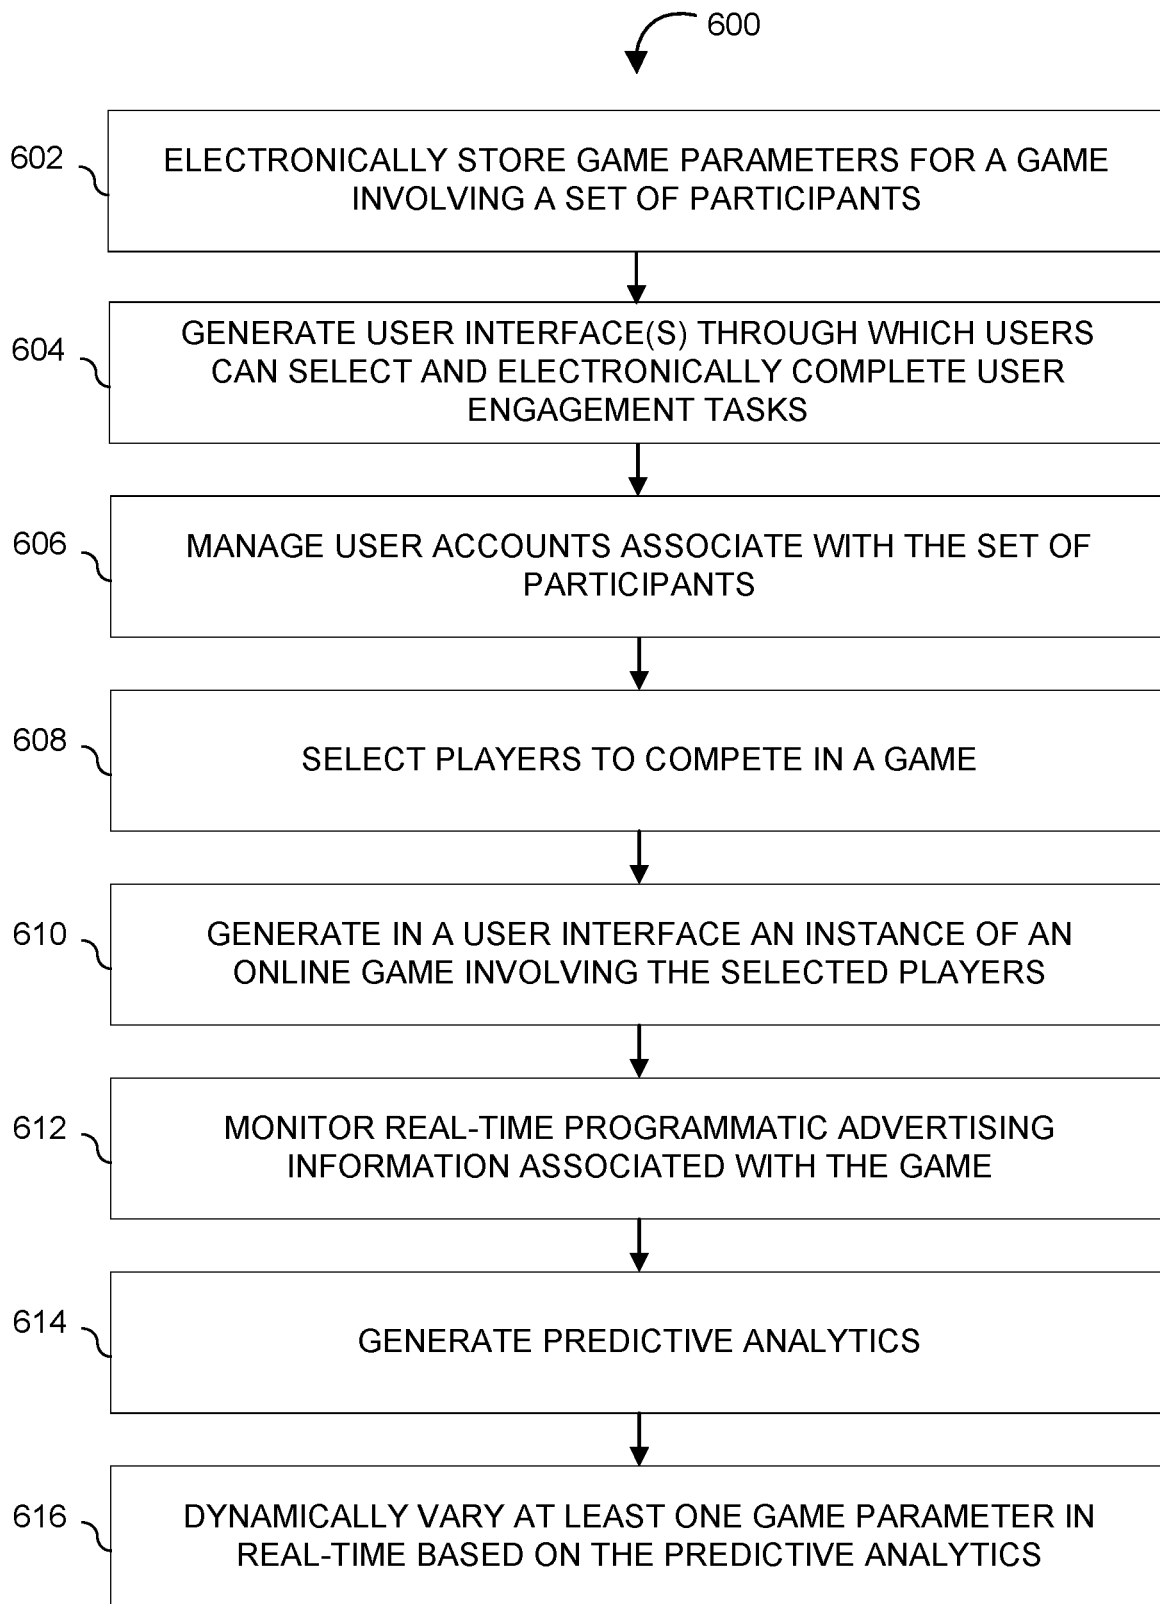 600
602
ELECTRONICALLY STORE GAME PARAMETERS FOR A GAME
INVOLVING A SET OF PARTICIPANTS
604
GENERATE USER INTERFACE(S) THROUGH WHICH USERS
CAN SELECT AND ELECTRONICALLY COMPLETE USER
ENGAGEMENT TASKS
606
MANAGE USER ACCOUNTS ASSOCIATE WITH THE SET OF
PARTICIPANTS
608
SELECT PLAYERS TO COMPETE IN A GAME
610
GENERATE IN A USER INTERFACE AN INSTANCE OF AN
ONLINE GAME INVOLVING THE SELECTED PLAYERS
612
MONITOR REAL-TIME PROGRAMMATIC ADVERTISING
INFORMATION ASSOCIATED WITH THE GAME
614
GENERATE PREDICTIVE ANALYTICS
616
DYNAMICALLY VARY AT LEAST ONE GAME PARAMETER IN
REAL-TIME BASED ON THE PREDICTIVE ANALYTICS